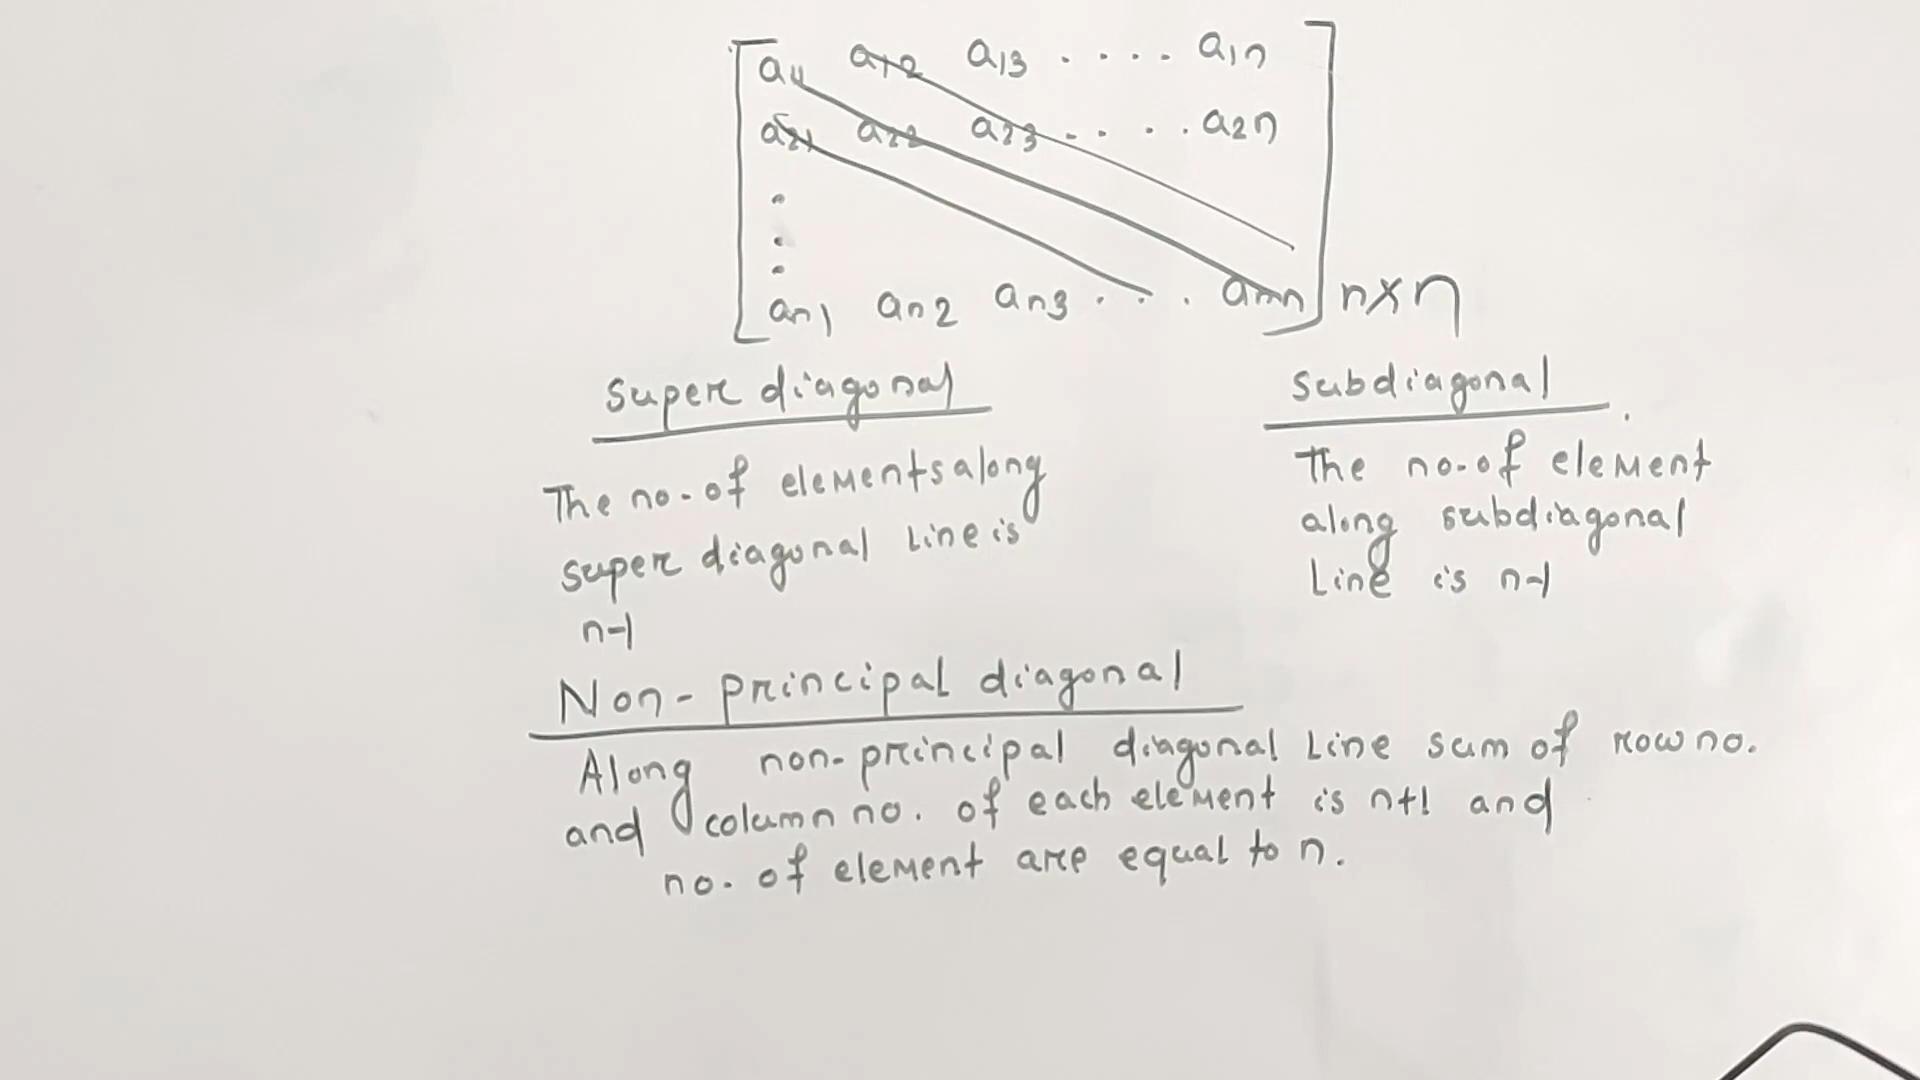 a11 a12 a13 .... a1n
a21 a22 a23 .... a2n
.
.
.
an1 an2 an3 ... ann n×n
super diagonal
The no. of elements along
super diagonal Line is
n-1
subdiagonal
The no. of element
along subdiagonal
Line is n-1
Non-principal diagonal
Along non-principal diagonal Line sum of row no.
and column no. of each element is n+1 and
no. of element are equal to n.